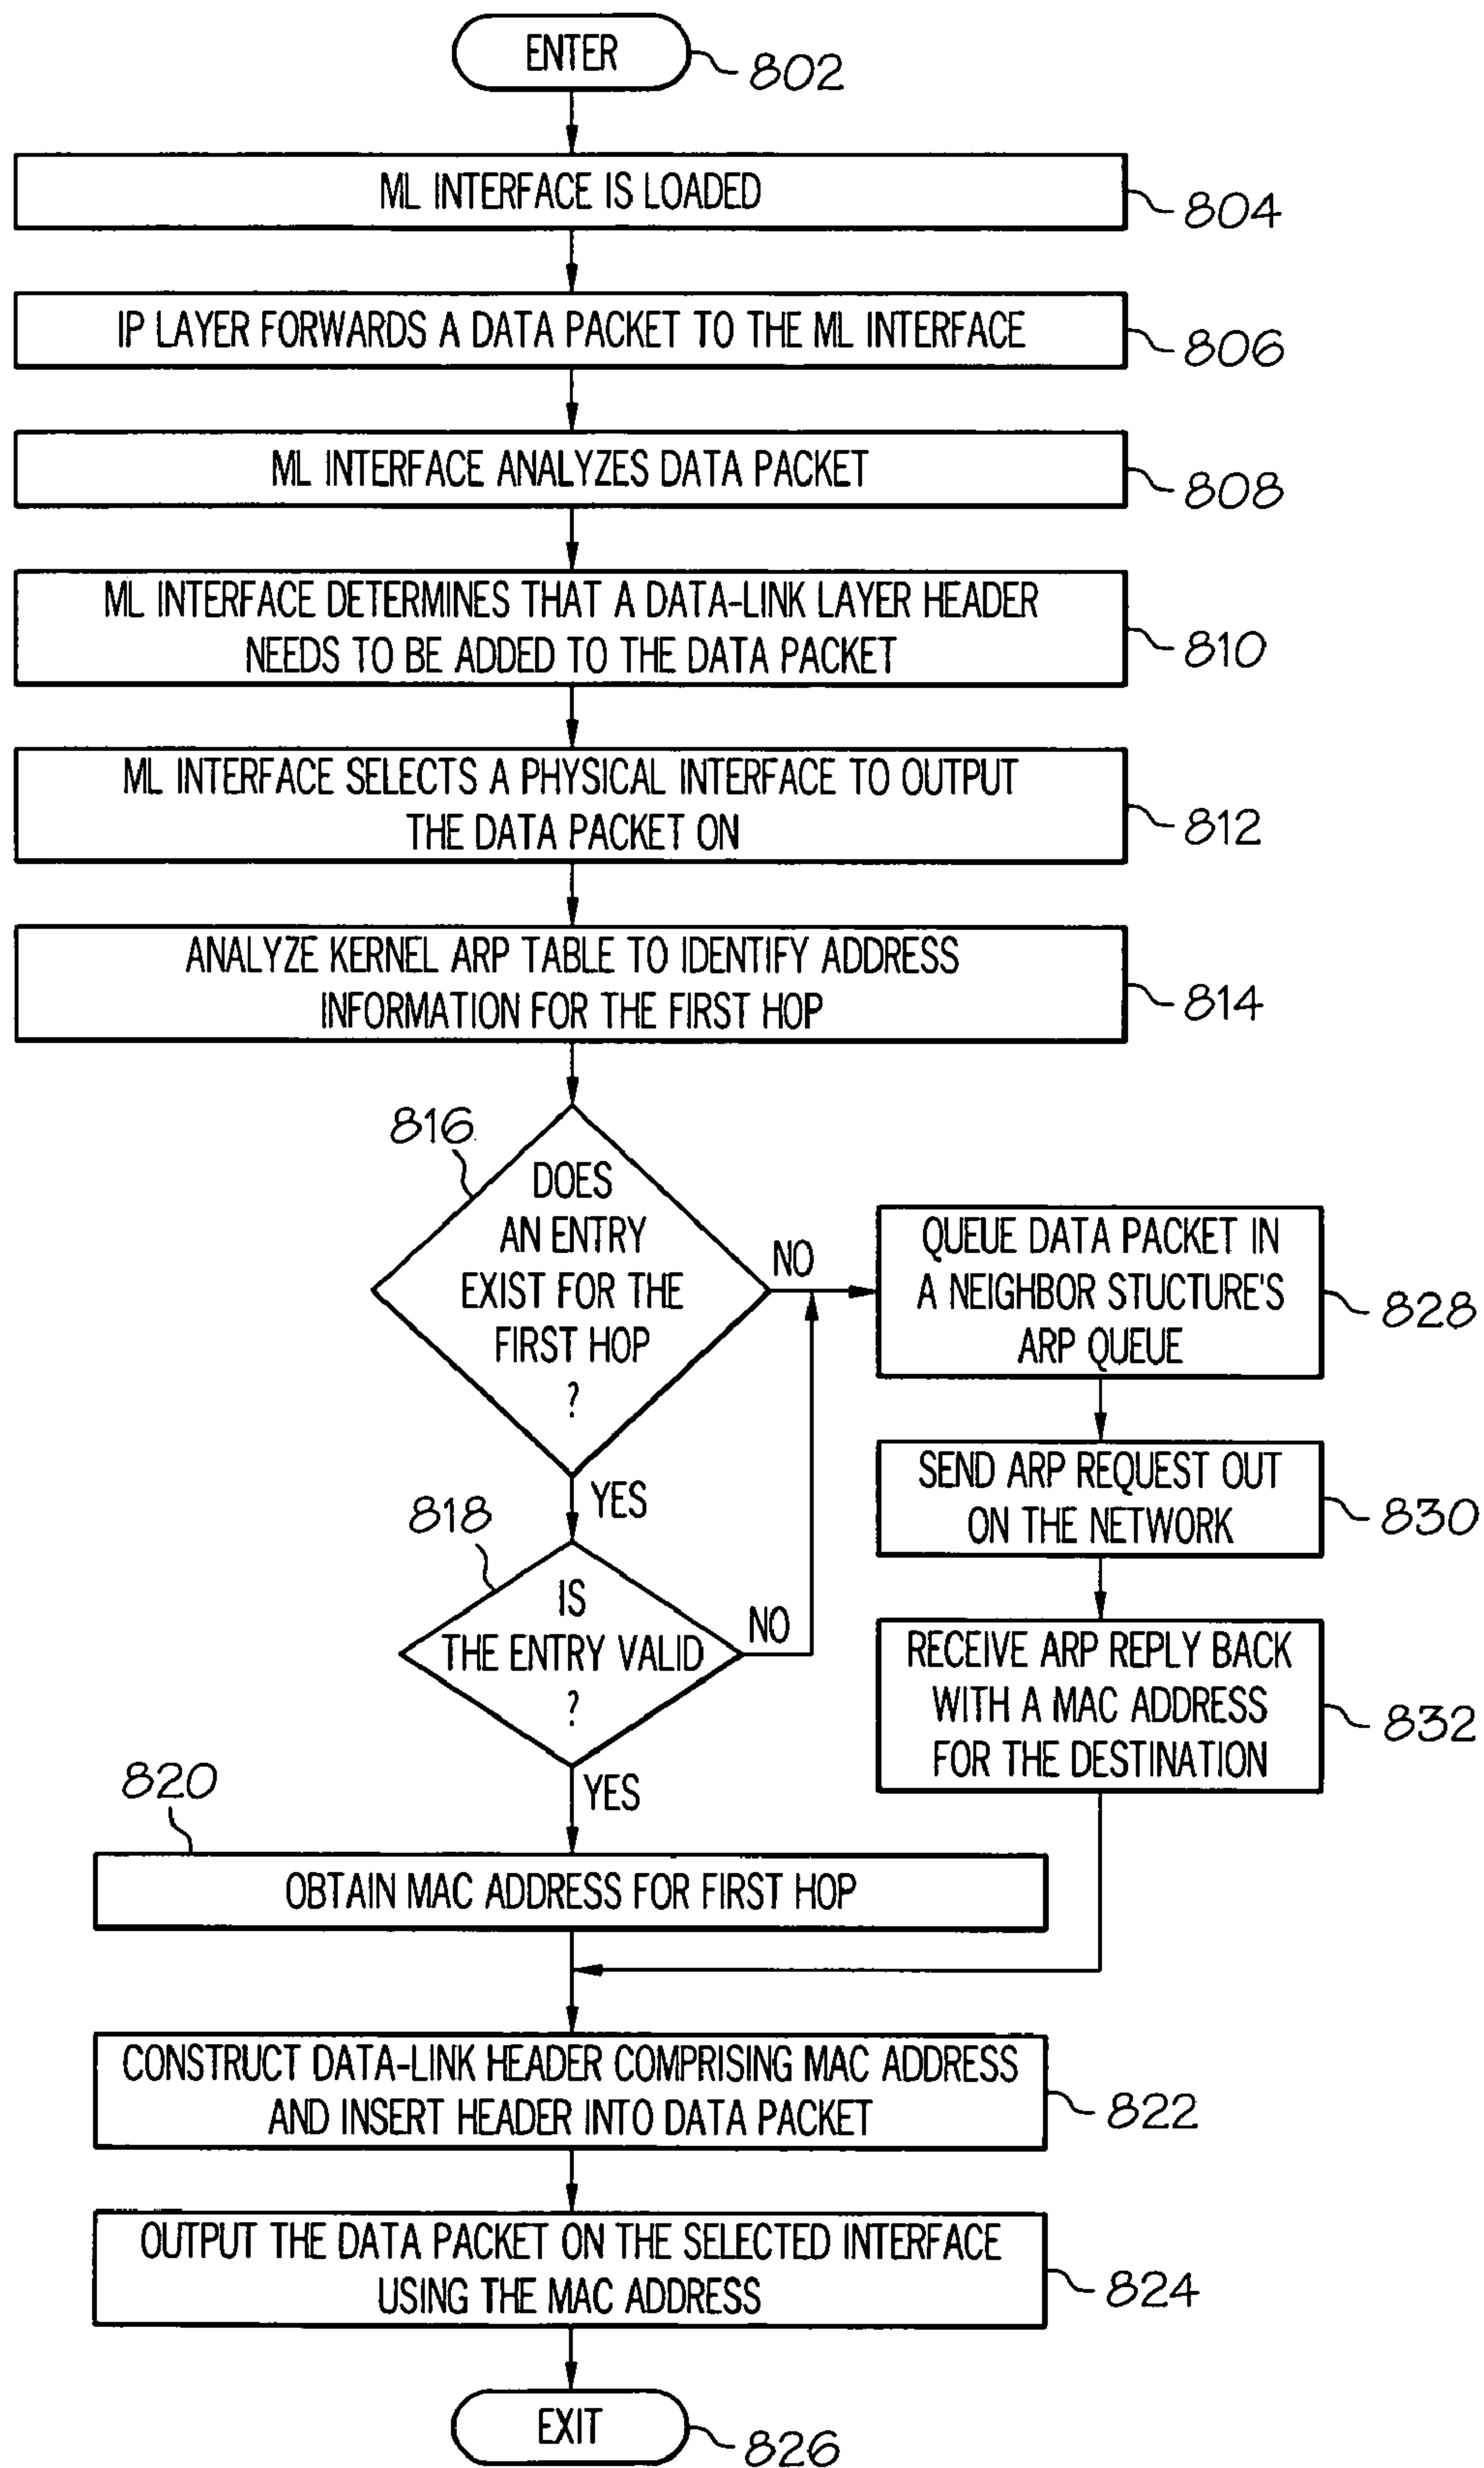 ENTER
802
ML INTERFACE IS LOADED
804
IP LAYER FORWARDS A DATA PACKET TO THE ML INTERFACE
806
ML INTERFACE ANALYZES DATA PACKET
808
ML INTERFACE DETERMINES THAT A DATA-LINK LAYER HEADER
NEEDS TO BE ADDED TO THE DATA PACKET
810
ML INTERFACE SELECTS A PHYSICAL INTERFACE TO OUTPUT
THE DATA PACKET ON
812
ANALYZE KERNEL ARP TABLE TO IDENTIFY ADDRESS
INFORMATION FOR THE FIRST HOP
814
816
DOES
AN ENTRY
EXIST FOR THE
FIRST HOP
?
NO
YES
QUEUE DATA PACKET IN
A NEIGHBOR STUCTURE'S
ARP QUEUE
828
SEND ARP REQUEST OUT
ON THE NETWORK
830
818
IS
THE ENTRY VALID
?
NO
YES
RECEIVE ARP REPLY BACK
WITH A MAC ADDRESS
FOR THE DESTINATION
832
820
OBTAIN MAC ADDRESS FOR FIRST HOP
CONSTRUCT DATA-LINK HEADER COMPRISING MAC ADDRESS
AND INSERT HEADER INTO DATA PACKET
822
OUTPUT THE DATA PACKET ON THE SELECTED INTERFACE
USING THE MAC ADDRESS
824
EXIT
826